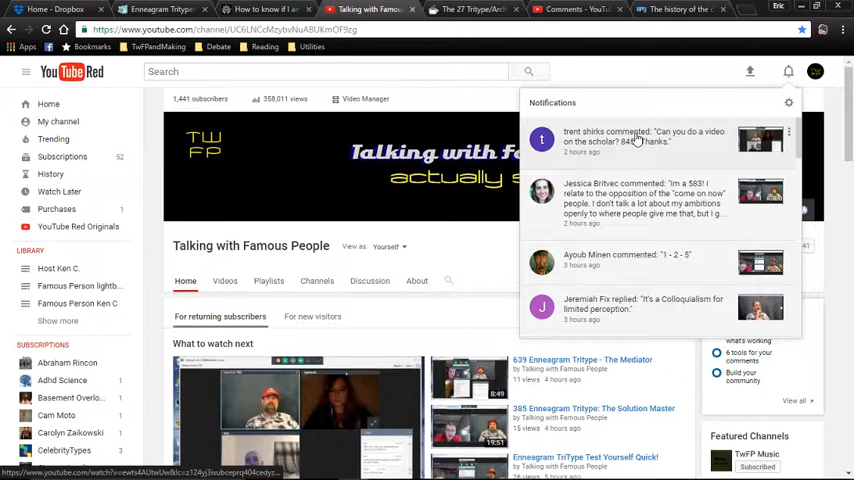 Home - Dropbox
Enneagram Tritype
How to know if I am
Talking with Famous
The 27 Tritype/Arch
Comments - YouTube
The history of the
Eric
https://www.youtube.com/channel/UC6LNCcMzybvNuABUKmOF9zg
Apps
Bookmarks
TwFPandMaking
Debate
Reading
Utilities
YouTube Red
Search
1,441 subscribers
358,011 views
Video Manager
Home
My channel
Trending
Subscriptions 52
History
Watch Later
Purchases 1
YouTube Red Originals
LIBRARY
Host Ken C.
Famous Person lightb...
Famous Person Ken C
Show more
SUBSCRIPTIONS
Abraham Rincon
Adhd Science 1
Basement Overlo... 1
Cam Moto
Carolyn Zaikowski 1
CelebrityTypes 1
TW
FP
Talking with Fa
actually s
Talking with Famous People
View as: Yourself
Home
Videos
Playlists
Channels
Discussion
About
For returning subscribers
For new visitors
What to watch next
639 Enneagram Tritype - The Mediator
by Talking with Famous People
11 views 4 hours ago
8:49
385 Enneagram Tritype: The Solution Master
by Talking with Famous People
15 views 4 hours ago
19:51
Enneagram TriType Test Yourself Quick!
by Talking with Famous People
Notifications
trent shirks commented: "Can you do a video
on the scholar? Thanks."
2 hours ago
Jessica Britvec commented: "Im a 583! I
relate to the opposition of the "come on now"
people. I don't talk a lot about my ambitions
openly to where people give me that, but I g...
2 hours ago
Ayoub Minen commented: "1 - 2 - 5"
3 hours ago
Jeremiah Fix replied: "It's a Colloquialism for
limited perception."
3 hours ago
41
what's working
6 tools for your
comments
Build your
community
View all »
Featured Channels
TwFP Music
Subscribed